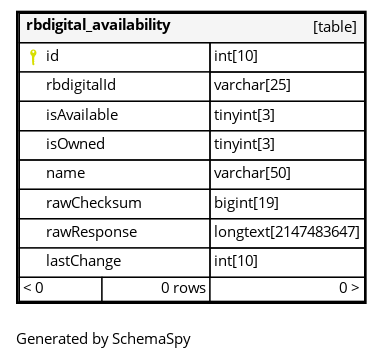 rbdigital_availability [table]
id int[10]
rbdigitalId varchar[25]
isAvailable tinyint[3]
isOwned tinyint[3]
name varchar[50]
rawChecksum bigint[19]
rawResponse longtext[2147483647]
lastChange int[10]
< 0 0 rows 0 >
Generated by SchemaSpy